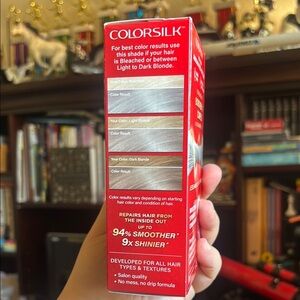 COLORSILK™
For best color results use
this shade if your hair
is Bleached or between
Light to Dark Blonde.
Color Result
Your Color: Light Blonde
Color Result
Your Color: Dark Blonde
Color Result
Color results vary depending on starting
hair color and condition of hair.
REPAIRS HAIR FROM
THE INSIDE OUT
UP TO
94% SMOOTHER*
9X SHINIER**
DEVELOPED FOR ALL HAIR
TYPES & TEXTURES
✓ Salon quality
✓ No mess, no drip formula